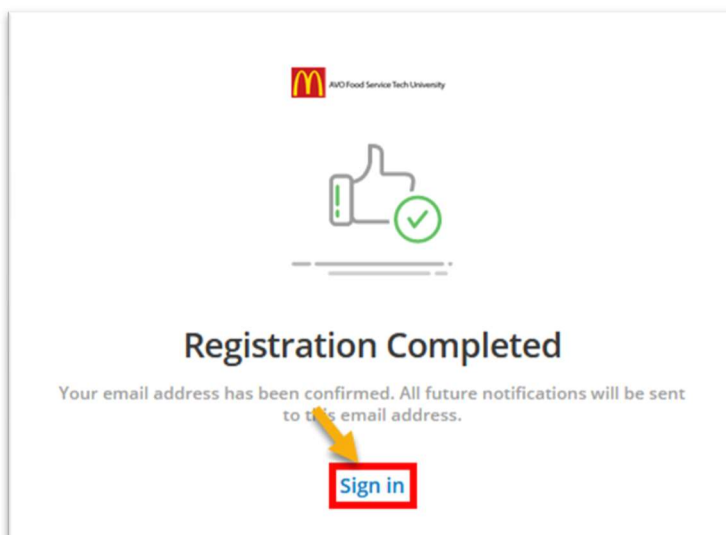 AVO Food Service Tech University
Registration Completed
Your email address has been confirmed. All future notifications will be sent
to this email address.
Sign in